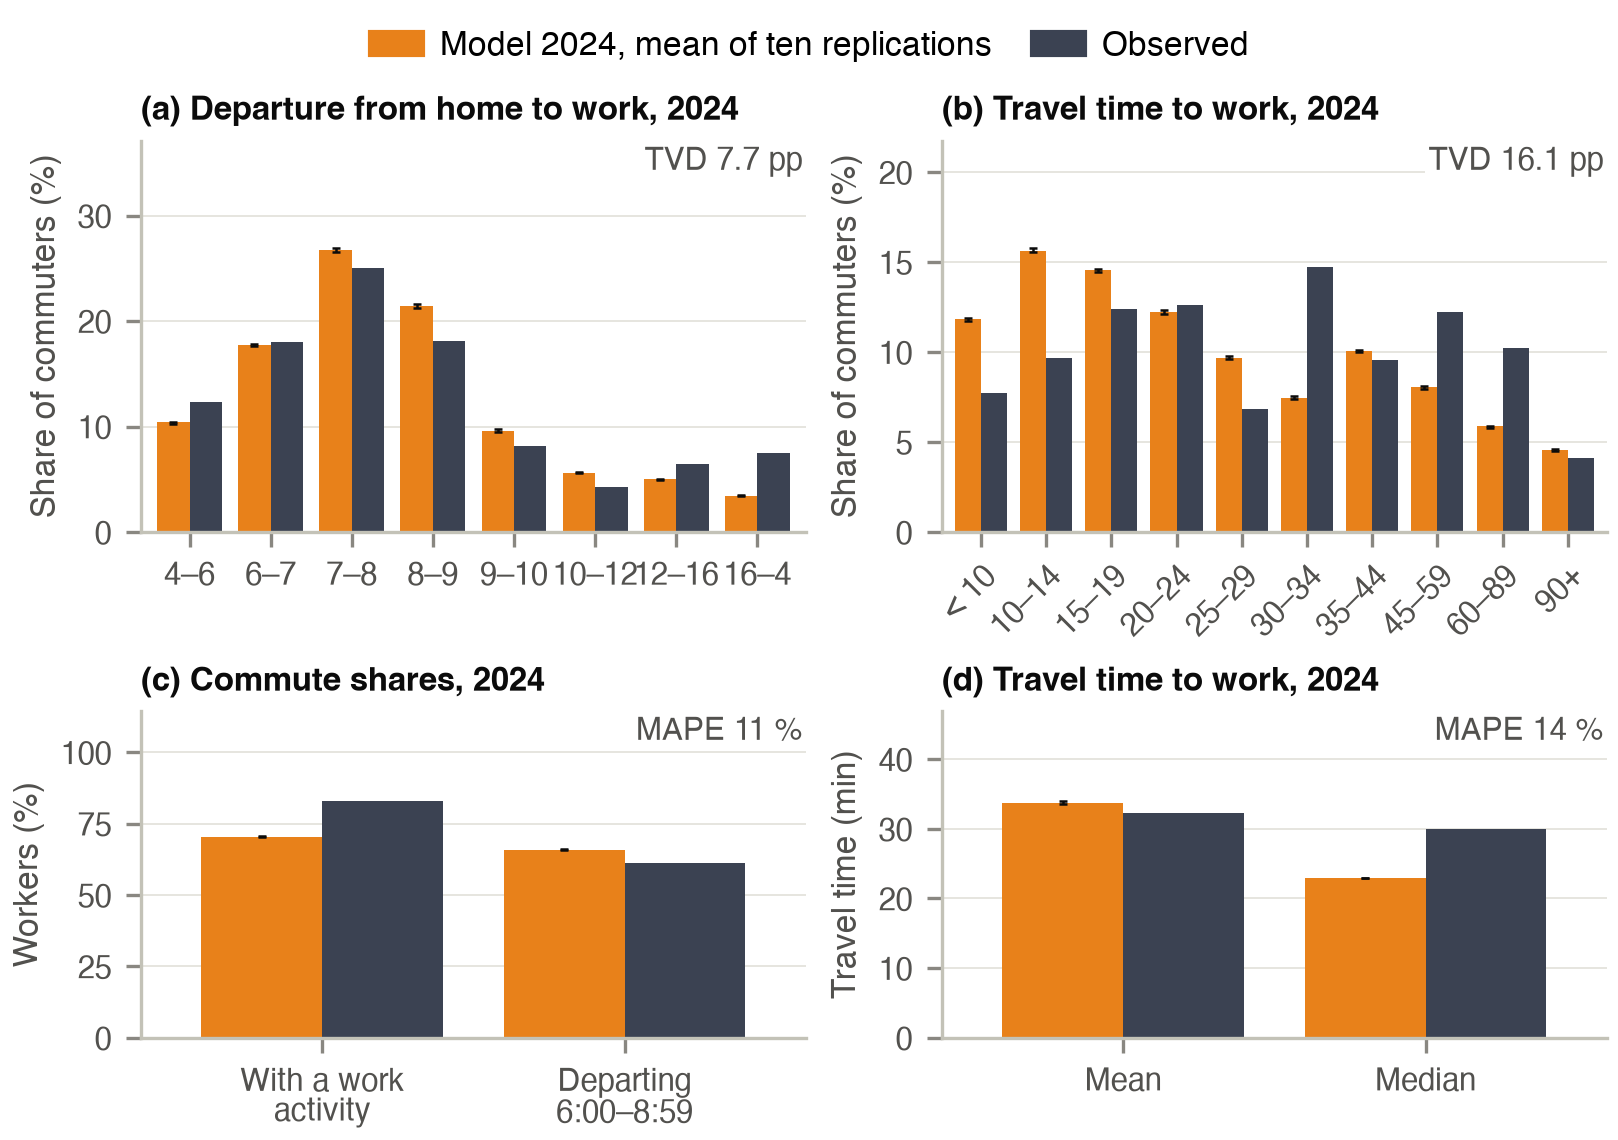 Model 2024, mean of ten replications Observed
(a) Departure from home to work, 2024
TVD 7.7 pp
Share of commuters (%)
30
20
10
0
4–6 6–7 7–8 8–9 9–10 10–12 12–16 16–4
(b) Travel time to work, 2024
TVD 16.1 pp
Share of commuters (%)
20
15
10
5
0
< 10 10–14 15–19 20–24 25–29 30–34 35–44 45–59 60–89 90+
(c) Commute shares, 2024
MAPE 11 %
Workers (%)
100
75
50
25
0
With a work
activity
Departing
6:00–8:59
(d) Travel time to work, 2024
MAPE 14 %
Travel time (min)
40
30
20
10
0
Mean Median